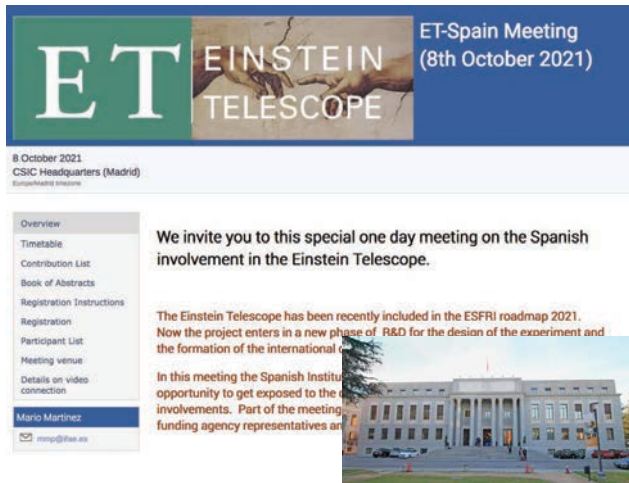 ET EINSTEIN
TELESCOPE
ET-Spain Meeting
(8th October 2021)
8 October 2021
CSIC Headquarters (Madrid)
Europe/Madrid timezone
Overview
Timetable
Contribution List
Book of Abstracts
Registration Instructions
Registration
Participant List
Meeting venue
Details on video
connection
Mario Martinez
mmp@ifae.es
We invite you to this special one day meeting on the Spanish
involvement in the Einstein Telescope.
The Einstein Telescope has been recently included in the ESFRI roadmap 2021.
Now the project enters in a new phase of R&D for the design of the experiment and
the formation of the international
In this meeting the Spanish
opportunity to get exposed to the
involvements. Part of the meeting
funding agency representatives